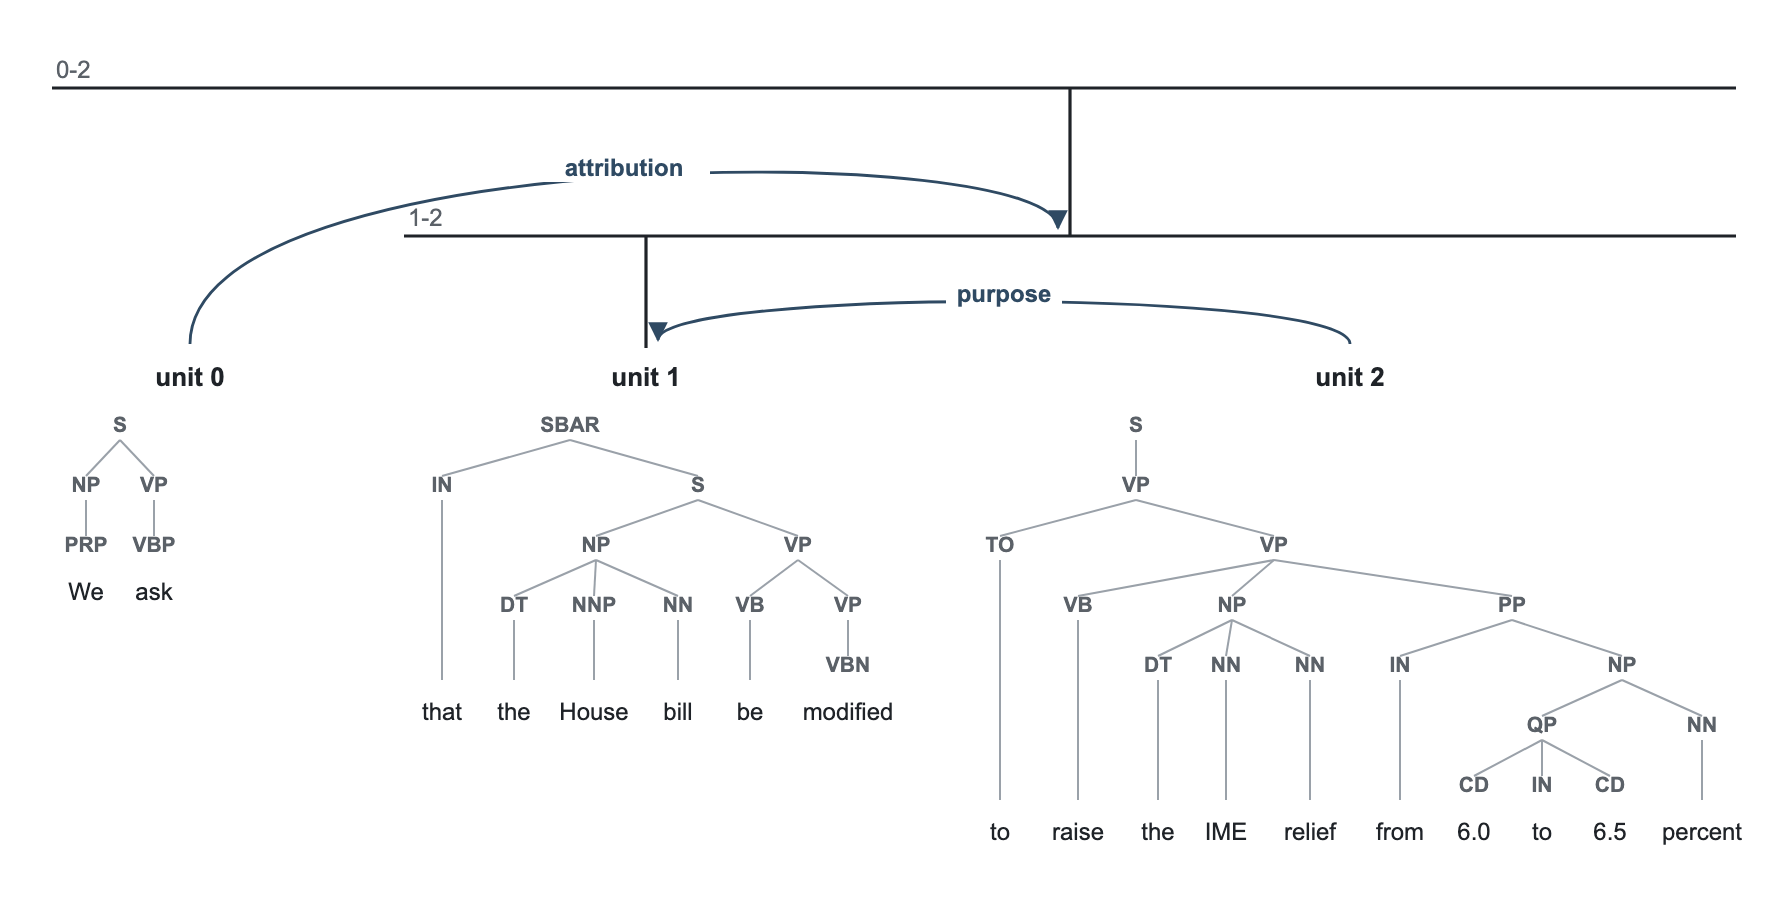 0-2
attribution
1-2
purpose
unit 0 unit 1 unit 2
S SBAR S
NP VP IN S VP
PRP VBP NP VP TO VP
We ask DT NNP NN VB VP VB NP PP
VBN DT NN NN IN NP
that the House bill be modified QP NN
CD IN CD
to raise the IME relief from 6.0 to 6.5 percent